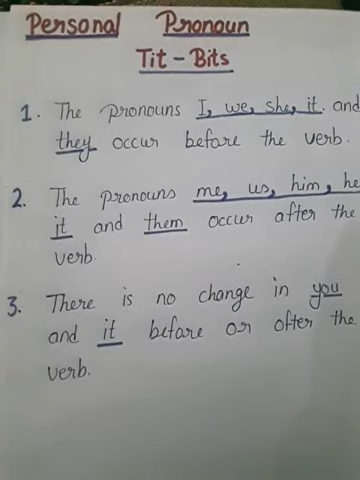 Personal Pronoun
Tit-Bits
1. The pronouns I, we, she, it and
they occur before the verb.
2. The pronouns me, us, him, he
it and them occur after the
verb.
3. There is no change in you
and it before or after the
verb.